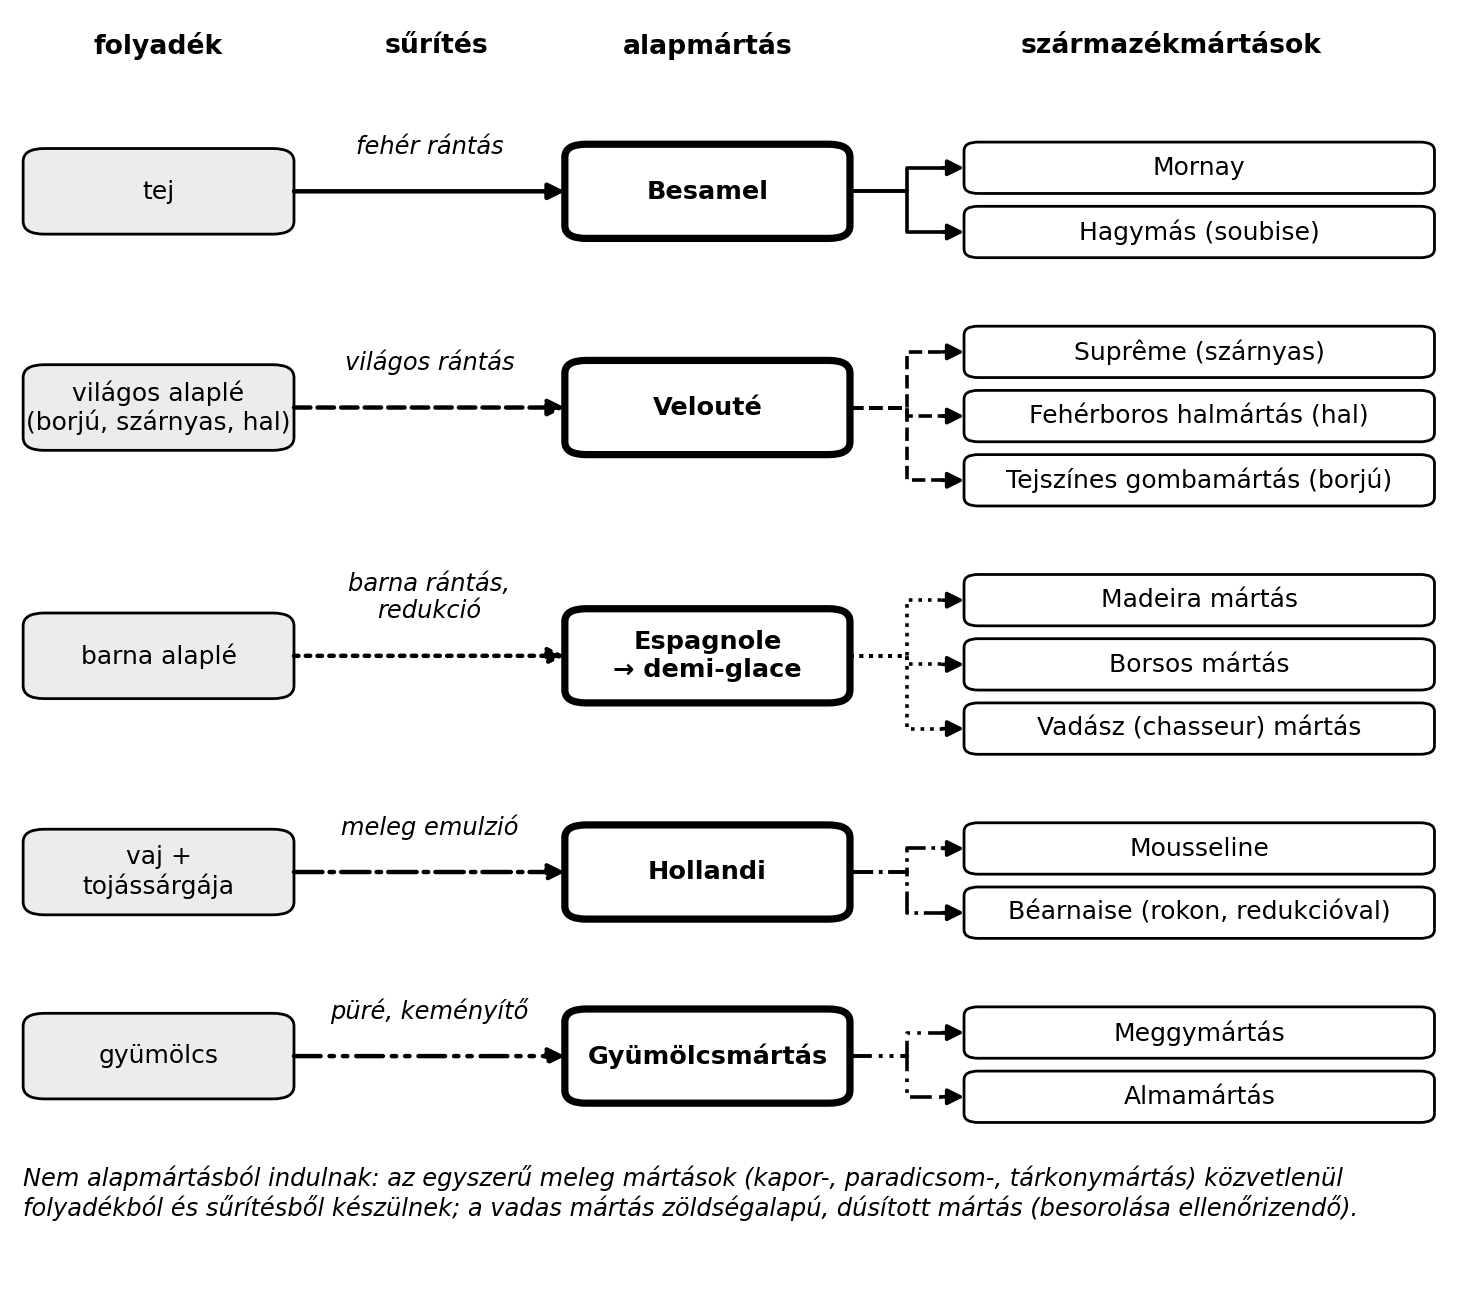 folyadék
sűrítés
alapmártás
származékmártások
tej
fehér rántás
Besamel
Mornay
Hagymás (soubise)
világos alaplé
(borjú, szárnyas, hal)
világos rántás
Velouté
Suprême (szárnyas)
Fehérboros halmártás (hal)
Tejszínes gombamártás (borjú)
barna alaplé
barna rántás,
redukció
Espagnole
→ demi-glace
Madeira mártás
Borsos mártás
Vadász (chasseur) mártás
vaj +
tojássárgája
meleg emulzió
Hollandi
Mousseline
Béarnaise (rokon, redukcióval)
gyümölcs
püré, keményítő
Gyümölcsmártás
Meggymártás
Almamártás
Nem alapmártásból indulnak: az egyszerű meleg mártások (kapor-, paradicsom-, tárkonymártás) közvetlenül
folyadékból és sűrítésből készülnek; a vadas mártás zöldségalapú, dúsított mártás (besorolása ellenőrizendő).